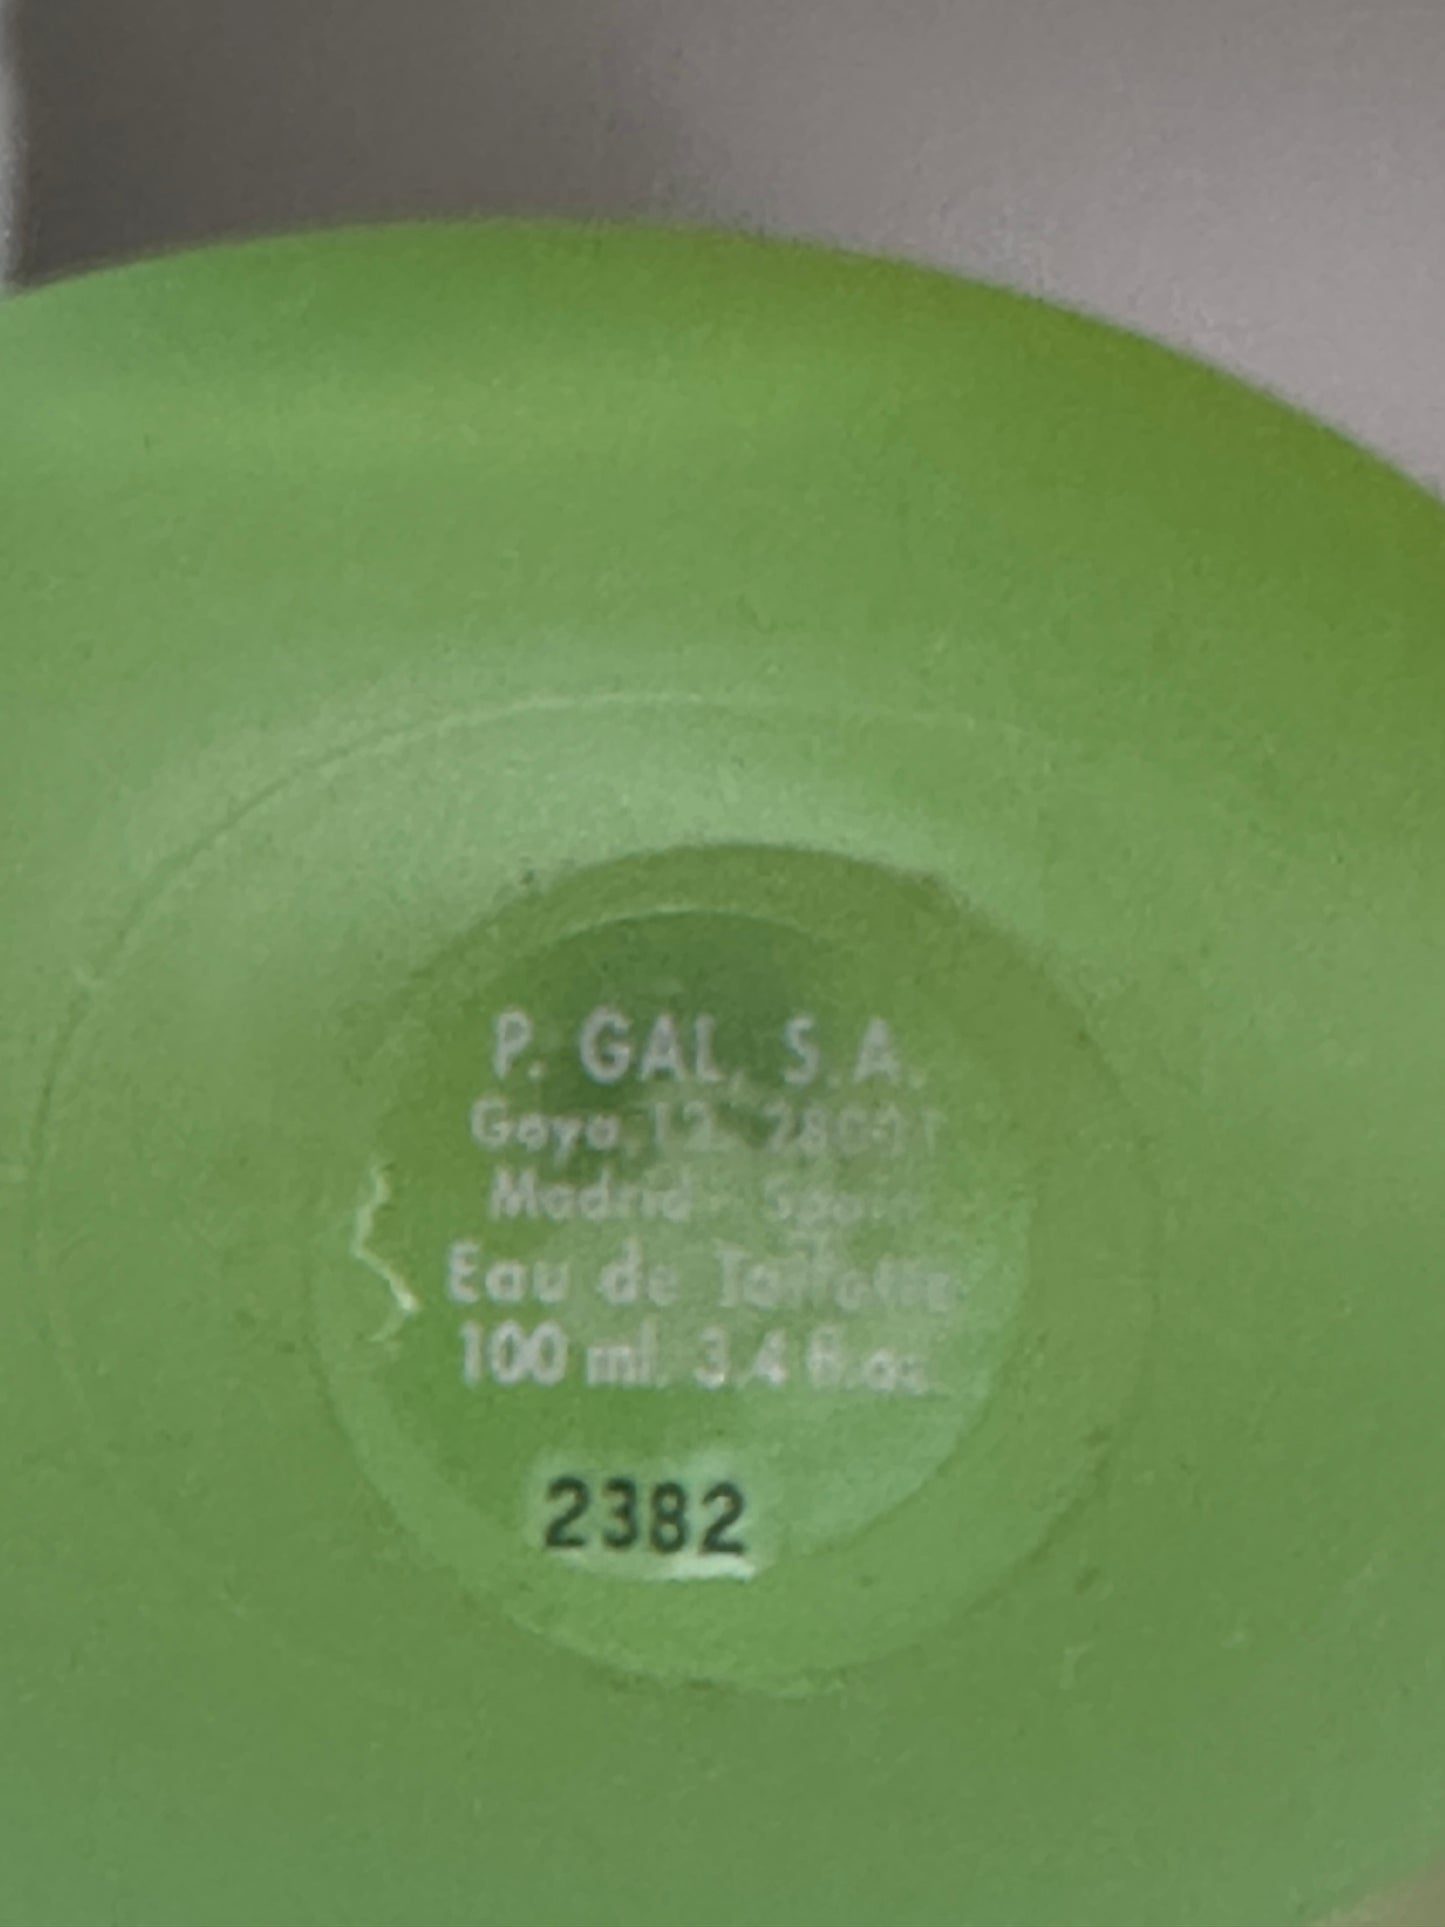 P. GAL, S.A.
Goya, 12. 28001
Madrid - Spain
Eau de Toilette
100 ml. 3.4 fl.oz.
2382